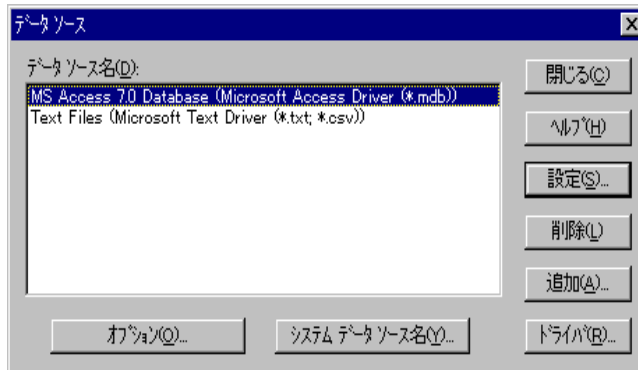 ﾃﾞｰﾀ ｿｰｽ
ﾃﾞｰﾀ ｿｰｽ名(D):
MS Access 7.0 Database (Microsoft Access Driver (*.mdb))
Text Files (Microsoft Text Driver (*.txt; *.csv))
閉じる(C)
ﾍﾙﾌﾟ(H)
設定(S)...
削除(L)
追加(A)...
ｵﾌﾟｼｮﾝ(O)...
ｼｽﾃﾑ ﾃﾞｰﾀ ｿｰｽ名(Y)...
ﾄﾞﾗｲﾊﾞ(R)...